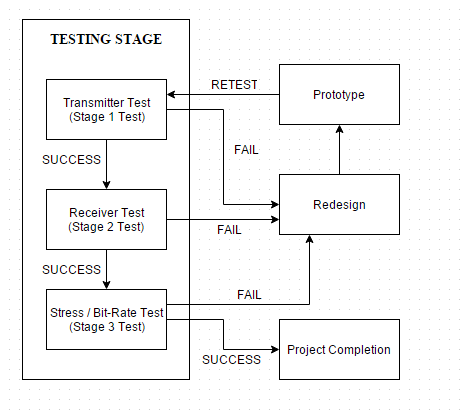 TESTING STAGE
RETEST
Prototype
Transmitter Test
(Stage 1 Test)
FAIL
SUCCESS
Receiver Test
(Stage 2 Test)
FAIL
Redesign
SUCCESS
Stress / Bit-Rate Test
(Stage 3 Test)
FAIL
SUCCESS
Project Completion